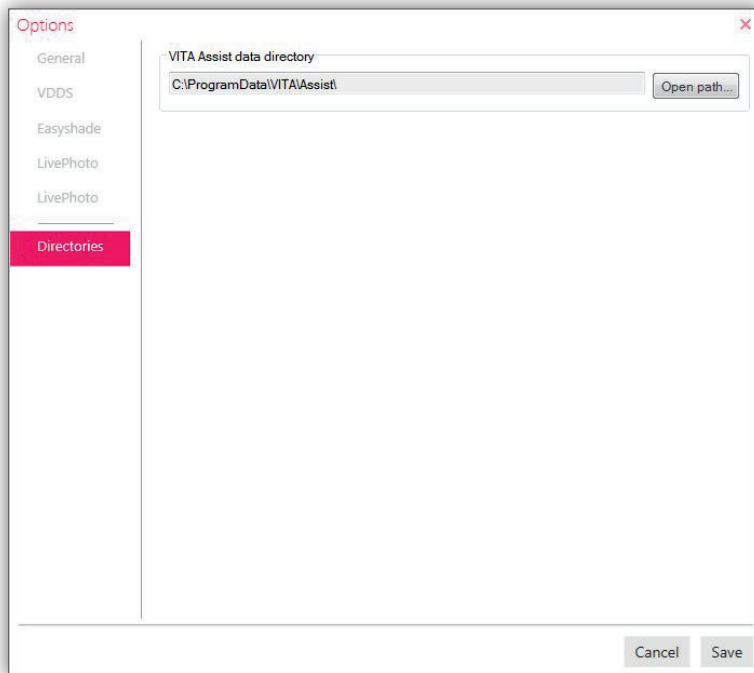 Options
×
General
VDDS
Easyshade
LivePhoto
LivePhoto
Directories
VITA Assist data directory
C:\ProgramData\VITA\Assist\
Open path...
Cancel
Save